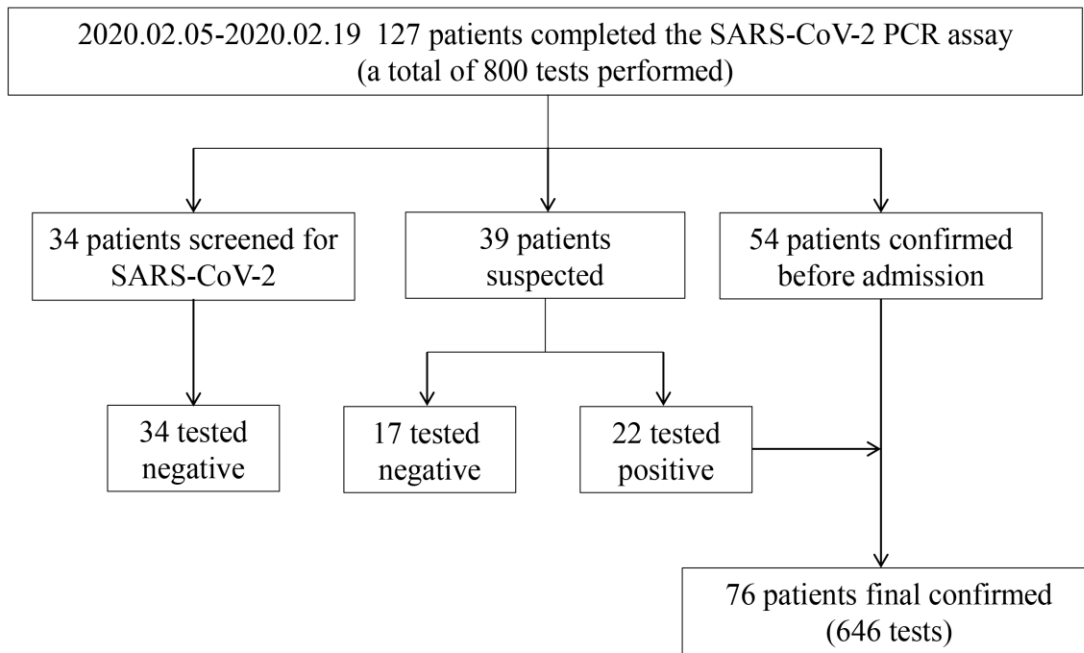 2020.02.05-2020.02.19 127 patients completed the SARS-CoV-2 PCR assay
(a total of 800 tests performed)
34 patients screened for
SARS-CoV-2
39 patients
suspected
54 patients confirmed
before admission
34 tested
negative
17 tested
negative
22 tested
positive
76 patients final confirmed
(646 tests)